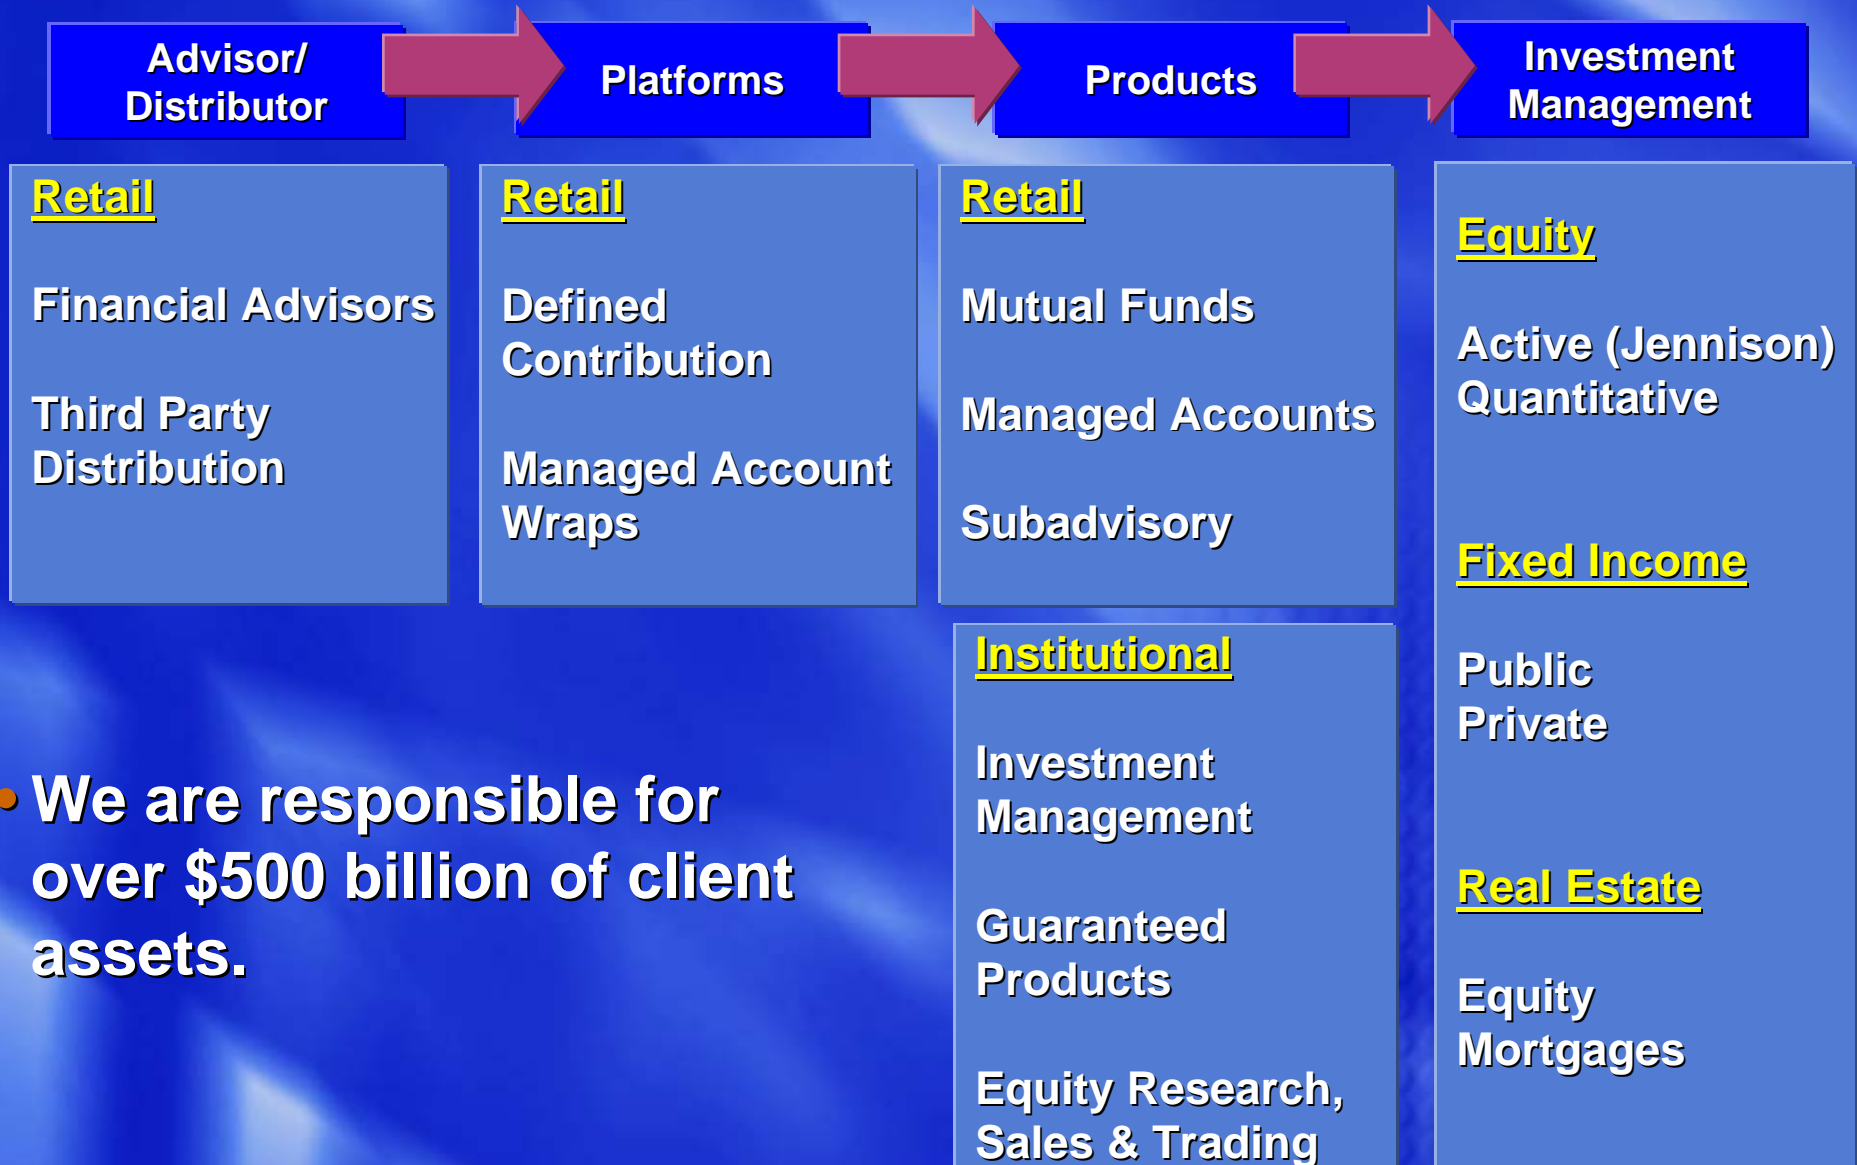 Advisor/
Distributor
Platforms
Products
Investment
Management
Retail
Financial Advisors
Third Party
Distribution
Retail
Defined
Contribution
Managed Account
Wraps
Retail
Mutual Funds
Managed Accounts
Subadvisory
Institutional
Investment
Management
Guaranteed
Products
Equity Research,
Sales & Trading
Equity
Active (Jennison)
Quantitative
Fixed Income
Public
Private
Real Estate
Equity
Mortgages
• We are responsible for
over $500 billion of client
assets.